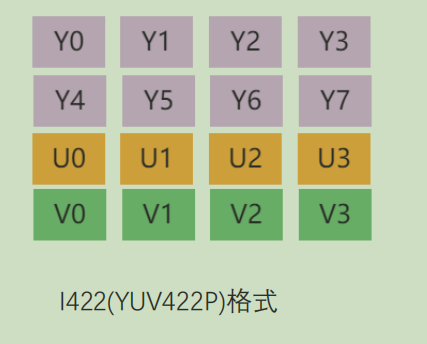 Y0 Y1 Y2 Y3
Y4 Y5 Y6 Y7
U0 U1 U2 U3
V0 V1 V2 V3
I422(YUV422P)格式